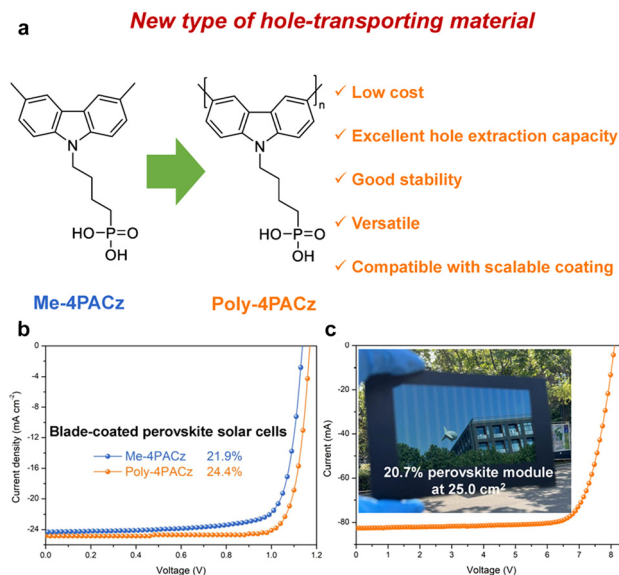 New type of hole-transporting material
a
N
HO-P=O
OH
Me-4PACz
n
N
HO-P=O
OH
Poly-4PACz
✓ Low cost
✓ Excellent hole extraction capacity
✓ Good stability
✓ Versatile
✓ Compatible with scalable coating
b
Current density (mA cm-2)
0
-4
-8
-12
-16
-20
-24
Blade-coated perovskite solar cells
Me-4PACz 21.9%
Poly-4PACz 24.4%
0.0 0.2 0.4 0.6 0.8 1.0 1.2
Voltage (V)
c
Current (mA)
0
-20
-40
-60
-80
20.7% perovskite module
at 25.0 cm2
0 1 2 3 4 5 6 7 8
Voltage (V)